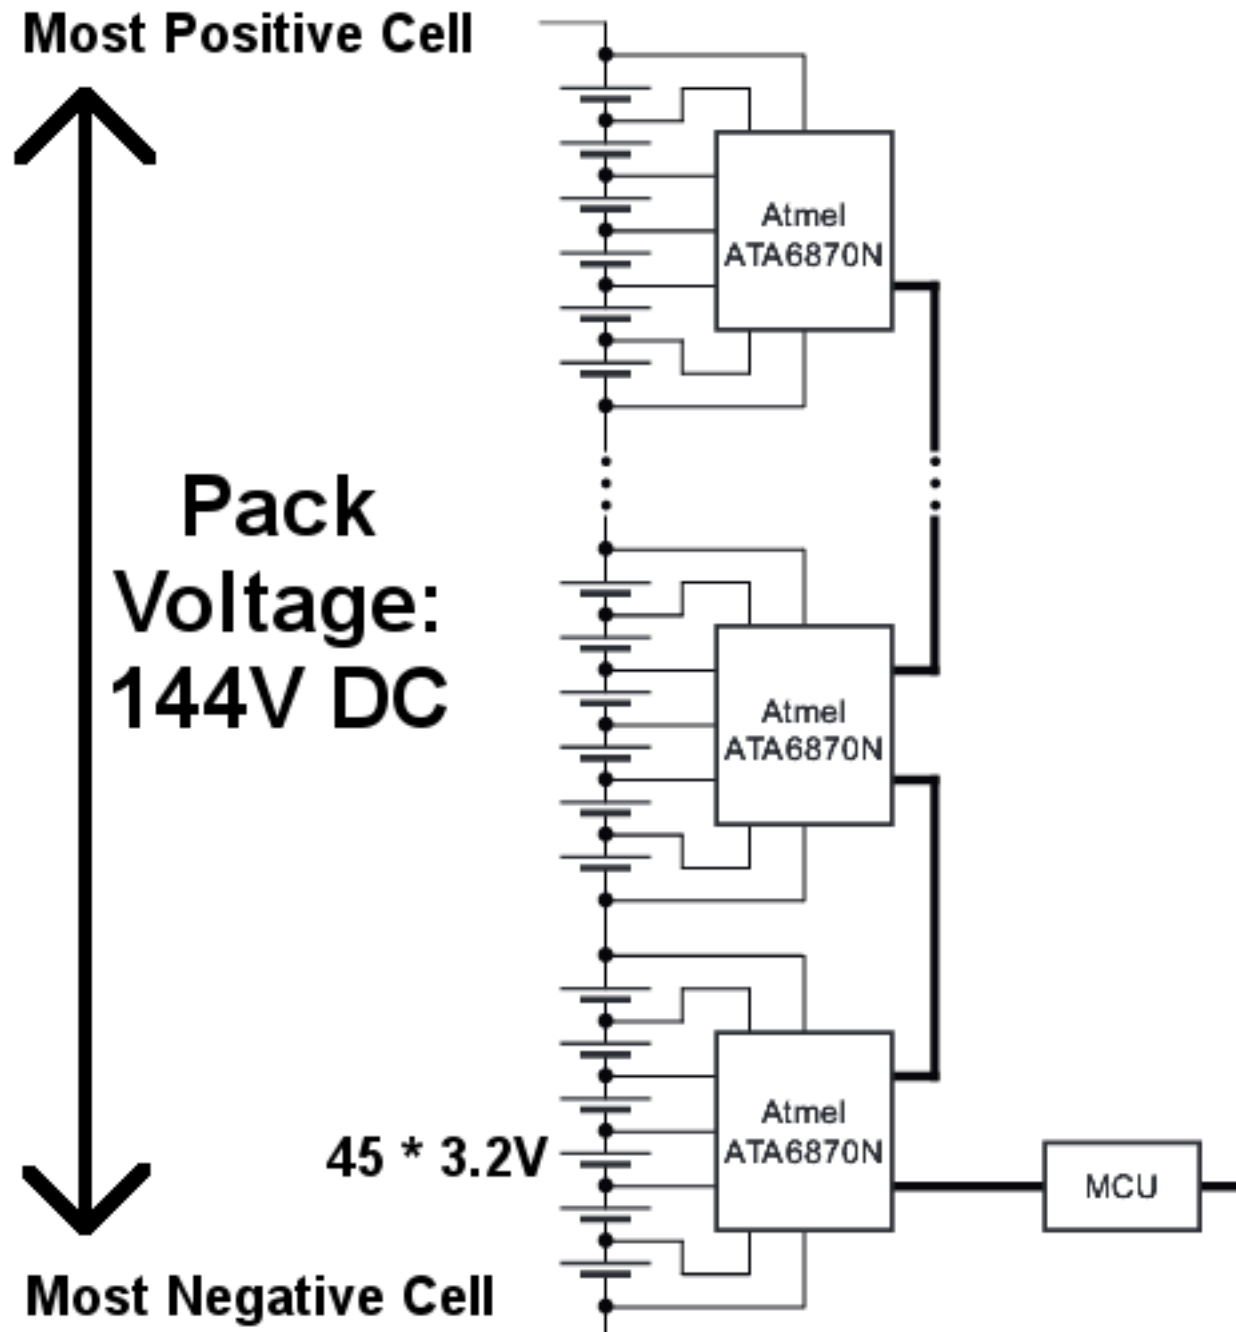 Most Positive Cell
Atmel
ATA6870N
Pack
Voltage:
144V DC
Atmel
ATA6870N
Atmel
ATA6870N
45 * 3.2V
MCU
Most Negative Cell